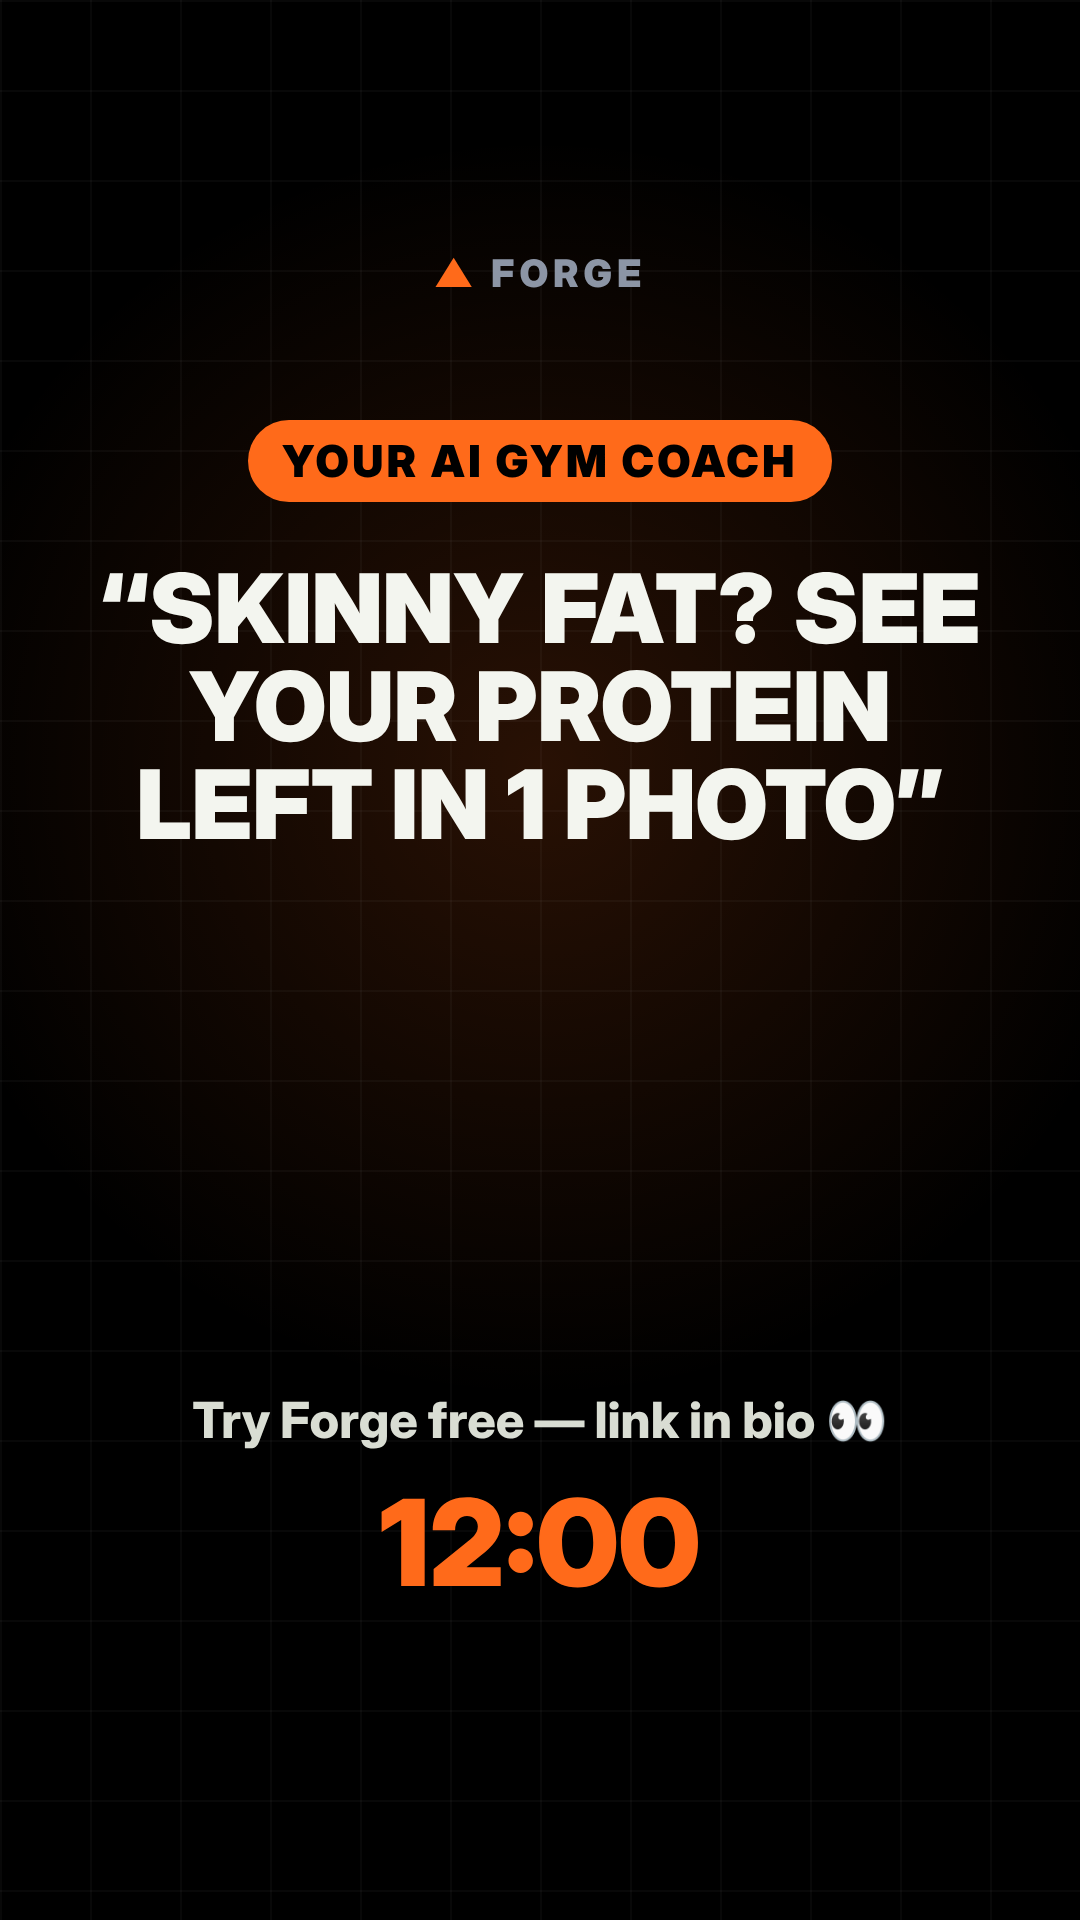 FORGE
YOUR AI GYM COACH
“SKINNY FAT? SEE
YOUR PROTEIN
LEFT IN 1 PHOTO”
Try Forge free — link in bio 👀
12:00